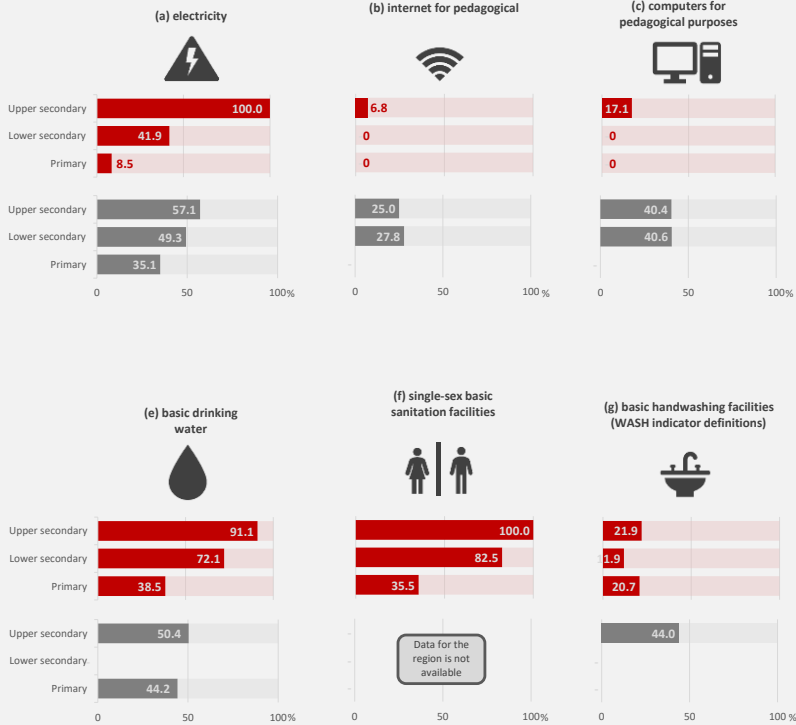 (a) electricity
(b) internet for pedagogical
(c) computers for
pedagogical purposes
Upper secondary 100.0 6.8 17.1
Lower secondary 41.9 0 0
Primary 8.5 0 0
Upper secondary 57.1 25.0 40.4
Lower secondary 49.3 27.8 40.6
Primary 35.1
0 50 100% 0 50 100% 0 50 100%
(e) basic drinking
water
(f) single-sex basic
sanitation facilities
(g) basic handwashing facilities
(WASH indicator definitions)
Upper secondary 91.1 100.0 21.9
Lower secondary 72.1 82.5 11.9
Primary 38.5 35.5 20.7
Upper secondary 50.4 44.0
Lower secondary
Primary 44.2
Data for the
region is not
available
0 50 100% 0 50 100% 0 50 100%